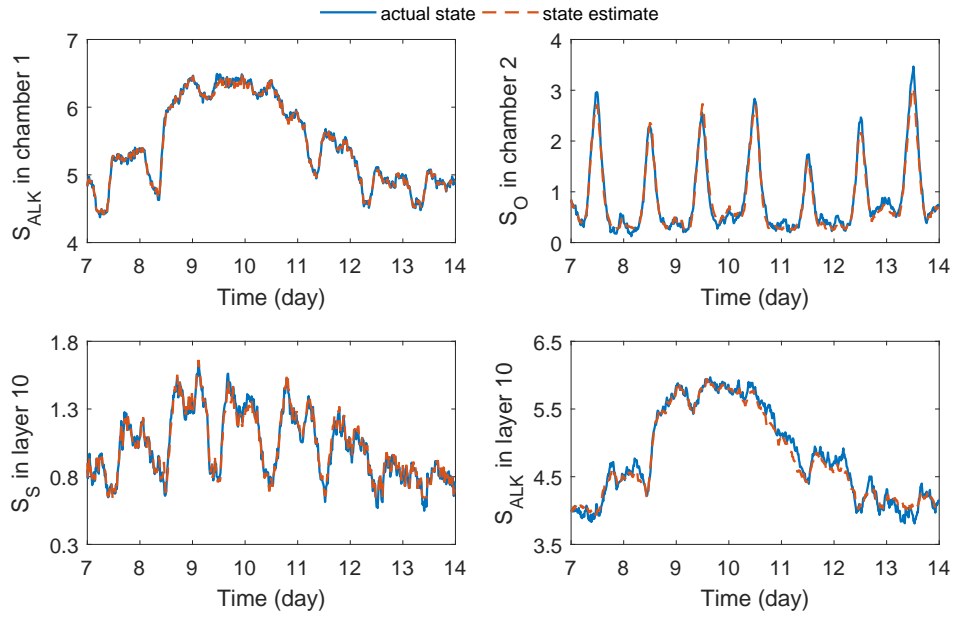 actual state state estimate
S_ALK in chamber 1
7
6
5
4
7 8 9 10 11 12 13 14
Time (day)
S_O in chamber 2
4
3
2
1
0
7 8 9 10 11 12 13 14
Time (day)
S_S in layer 10
1.8
1.3
0.8
0.3
7 8 9 10 11 12 13 14
Time (day)
S_ALK in layer 10
6.5
5.5
4.5
3.5
7 8 9 10 11 12 13 14
Time (day)